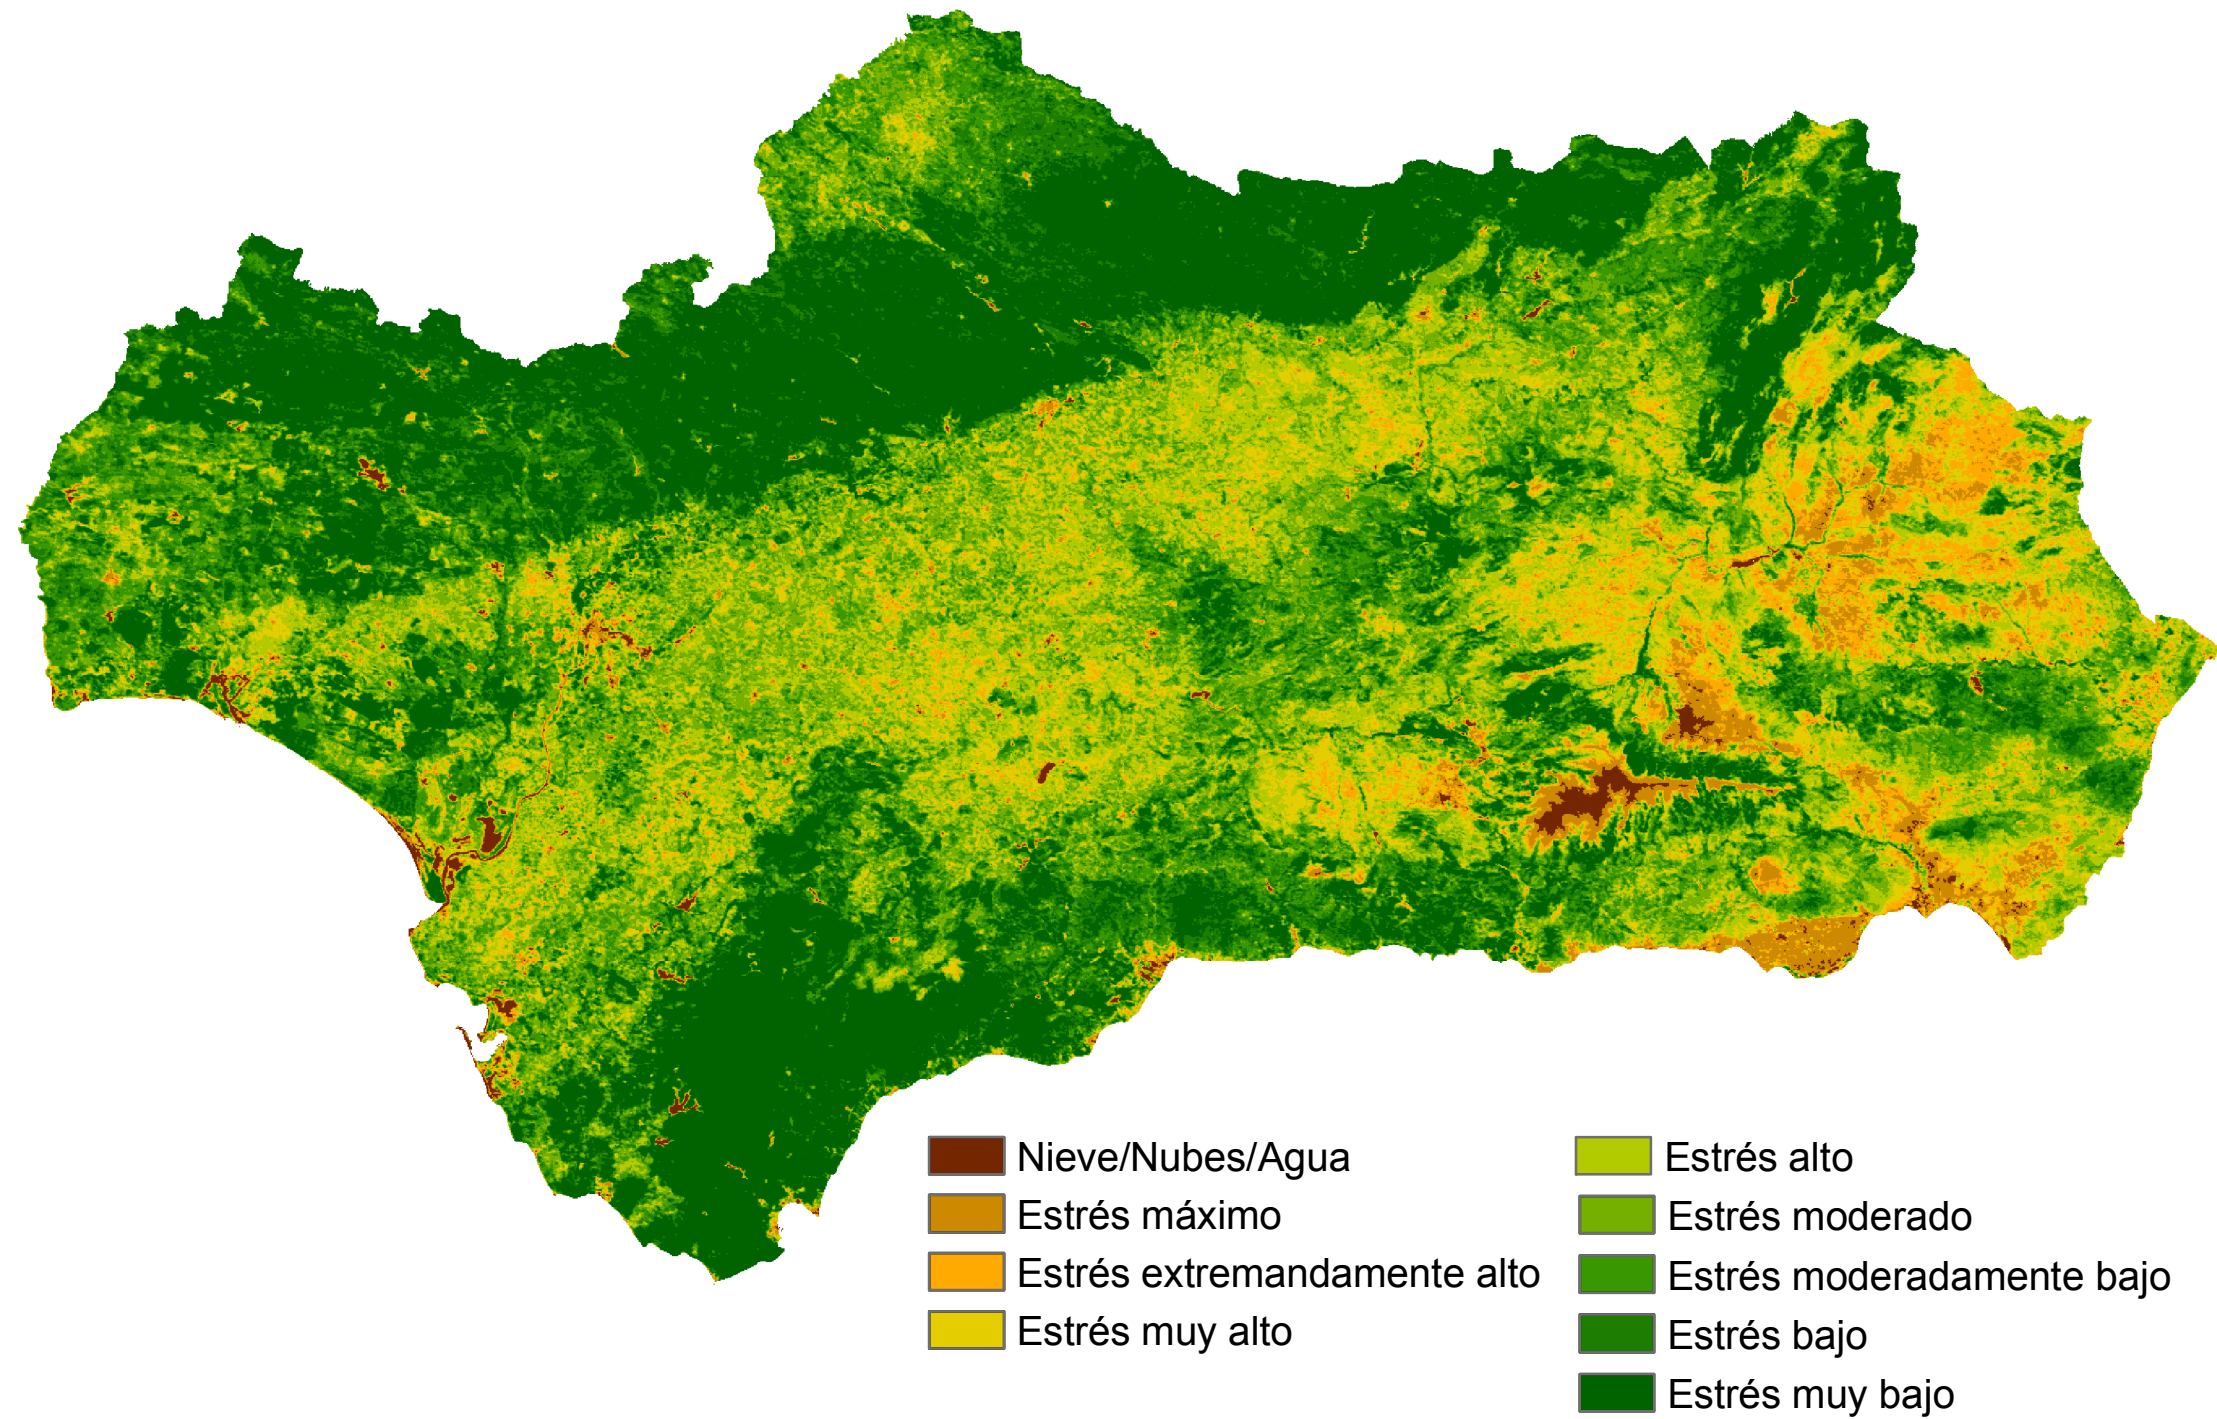 Nieve/Nubes/Agua
Estrés máximo
Estrés extremandamente alto
Estrés muy alto
Estrés alto
Estrés moderado
Estrés moderadamente bajo
Estrés bajo
Estrés muy bajo